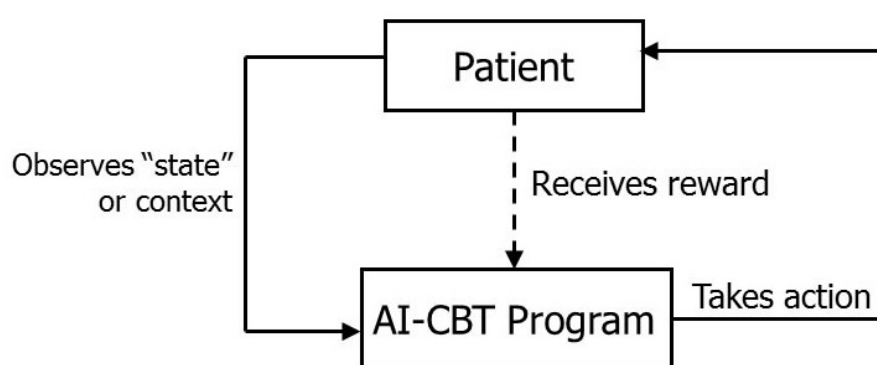 Patient
Observes “state”
or context
Receives reward
AI-CBT Program
Takes action